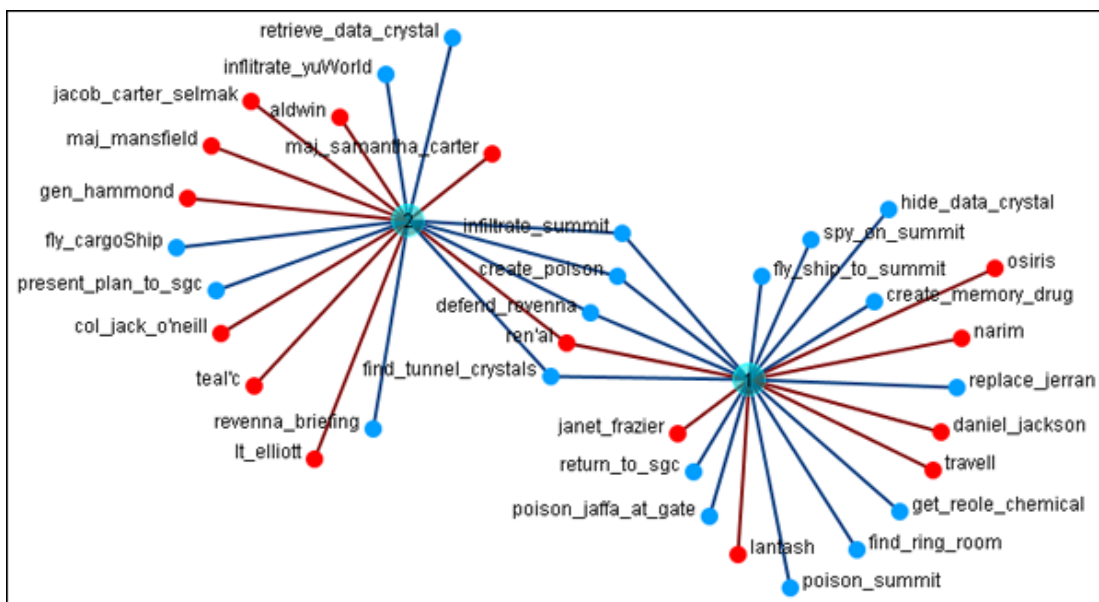 retrieve_data_crystal
inflitrate_yuWorld
jacob_carter_selmak
aldwin
maj_mansfield
maj_samantha_carter
gen_hammond
2
hide_data_crystal
infiltrate_summit
spy_on_summit
fly_cargoShip
osiris
create_poison
fly_ship_to_summit
present_plan_to_sgc
create_memory_drug
defend_revenna
col_jack_o'neill
ren'al
narim
find_tunnel_crystals
1
teal'c
replace_jerran
revenna_briefing
janet_frazier
daniel_jackson
lt_elliott
return_to_sgc
travell
poison_jaffa_at_gate
get_reole_chemical
lantash
find_ring_room
poison_summit